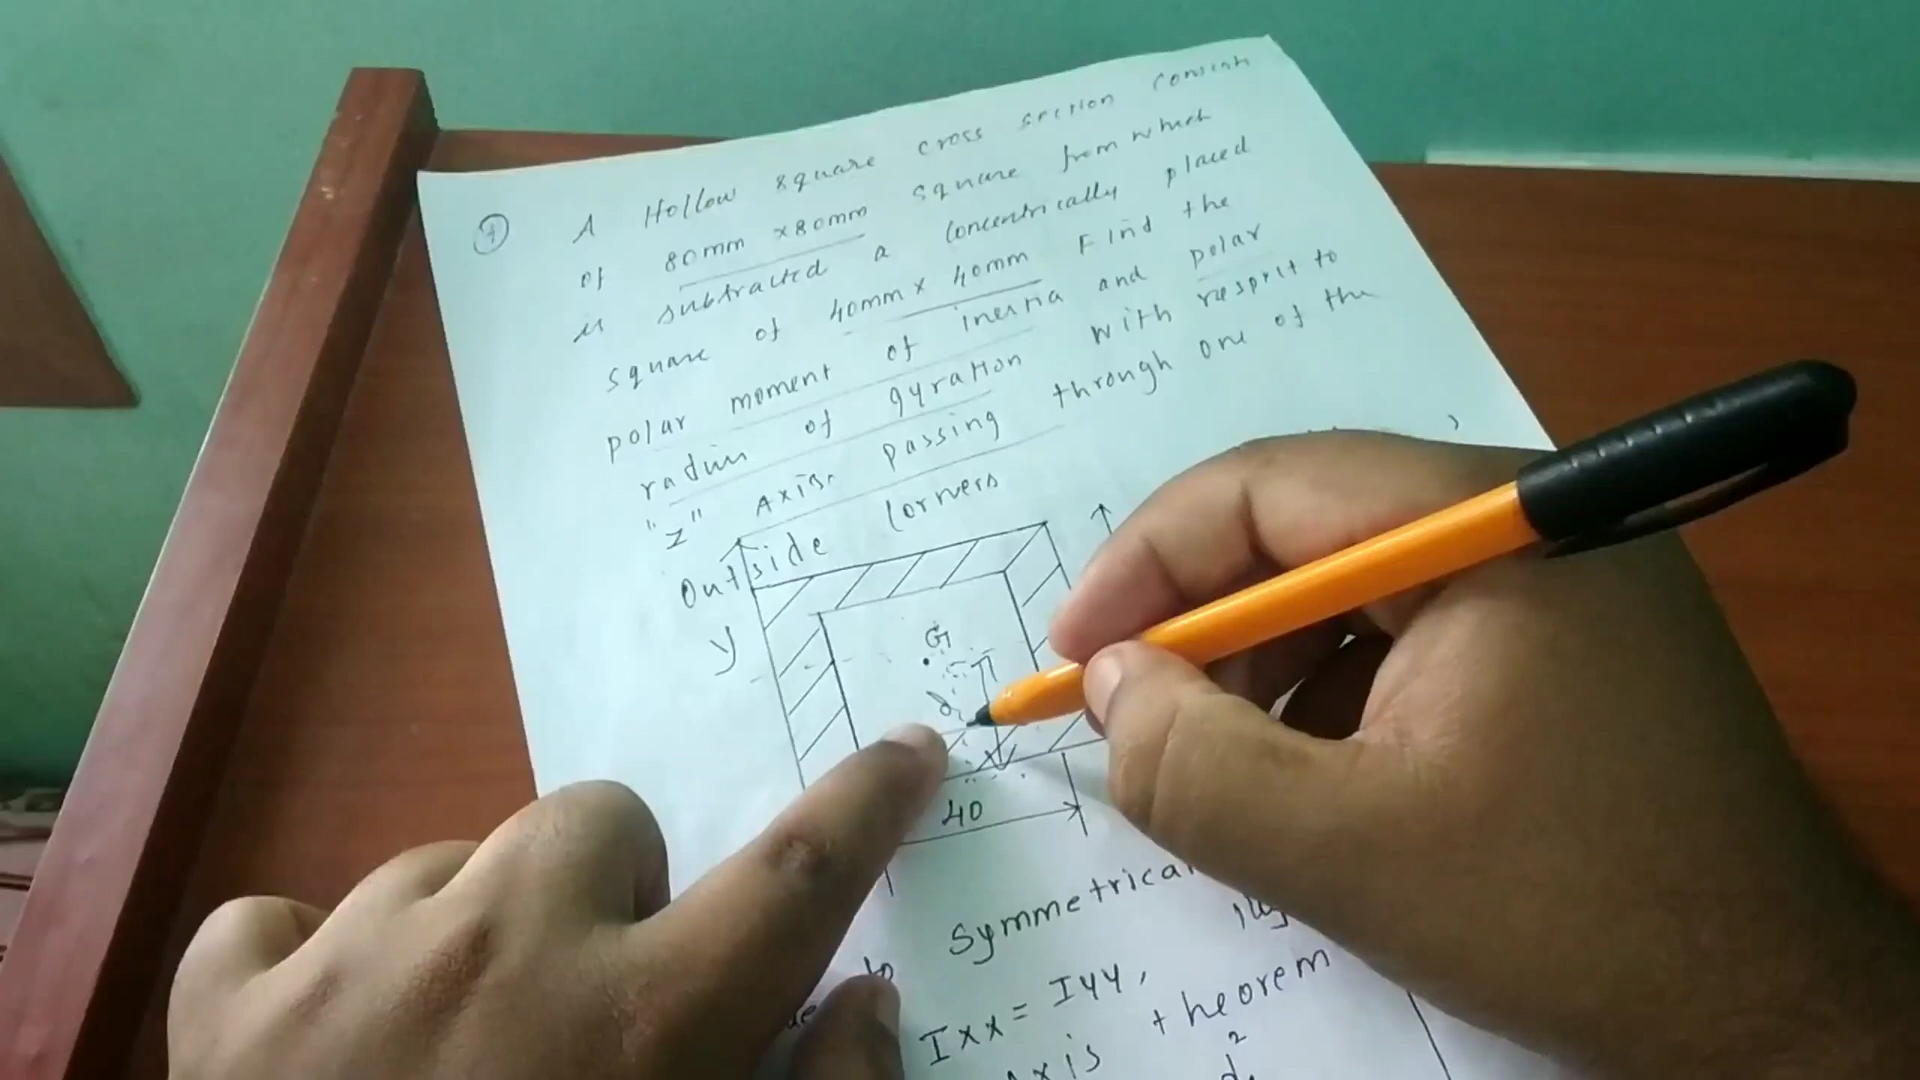 7 A Hollow square cross section consists
of 80mm x80mm square from which
is subtracted a concentrically placed
square of 40mm x 40mm Find the
polar moment of inertia and polar
radius of gyration with resprit to
"Z" Axis. passing through one of the
outside corners
y
G
d
40
Symmetrical
IXX = IYY,
Axis theorem